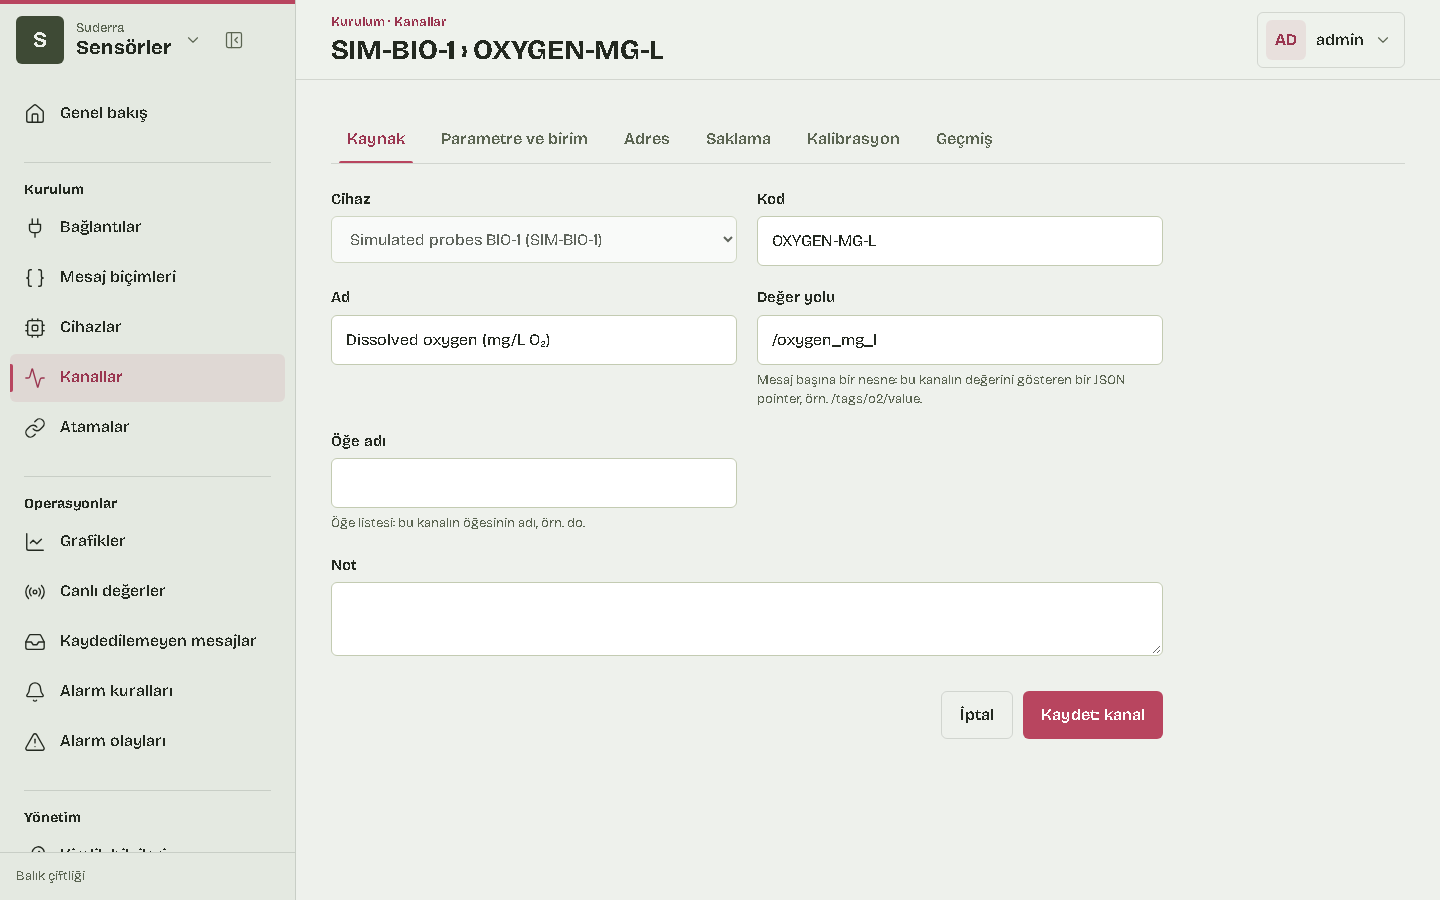 Suderra
S
Sensörler
Genel bakış
Kurulum
Bağlantılar
Mesaj biçimleri
Cihazlar
Kanallar
Atamalar
Operasyonlar
Grafikler
Canlı değerler
Kaydedilemeyen mesajlar
Alarm kuralları
Alarm olayları
Yönetim
Balık çiftliği
Kurulum · Kanallar
SIM-BIO-1 › OXYGEN-MG-L
AD admin
Kaynak Parametre ve birim Adres Saklama Kalibrasyon Geçmiş
Cihaz
Simulated probes BIO-1 (SIM-BIO-1)
Kod
OXYGEN-MG-L
Ad
Dissolved oxygen (mg/L O₂)
Değer yolu
/oxygen_mg_l
Mesaj başına bir nesne: bu kanalın değerini gösteren bir JSON
pointer, örn. /tags/o2/value.
Öğe adı
Öğe listesi: bu kanalın öğesinin adı, örn. do.
Not
İptal
Kaydet: kanal